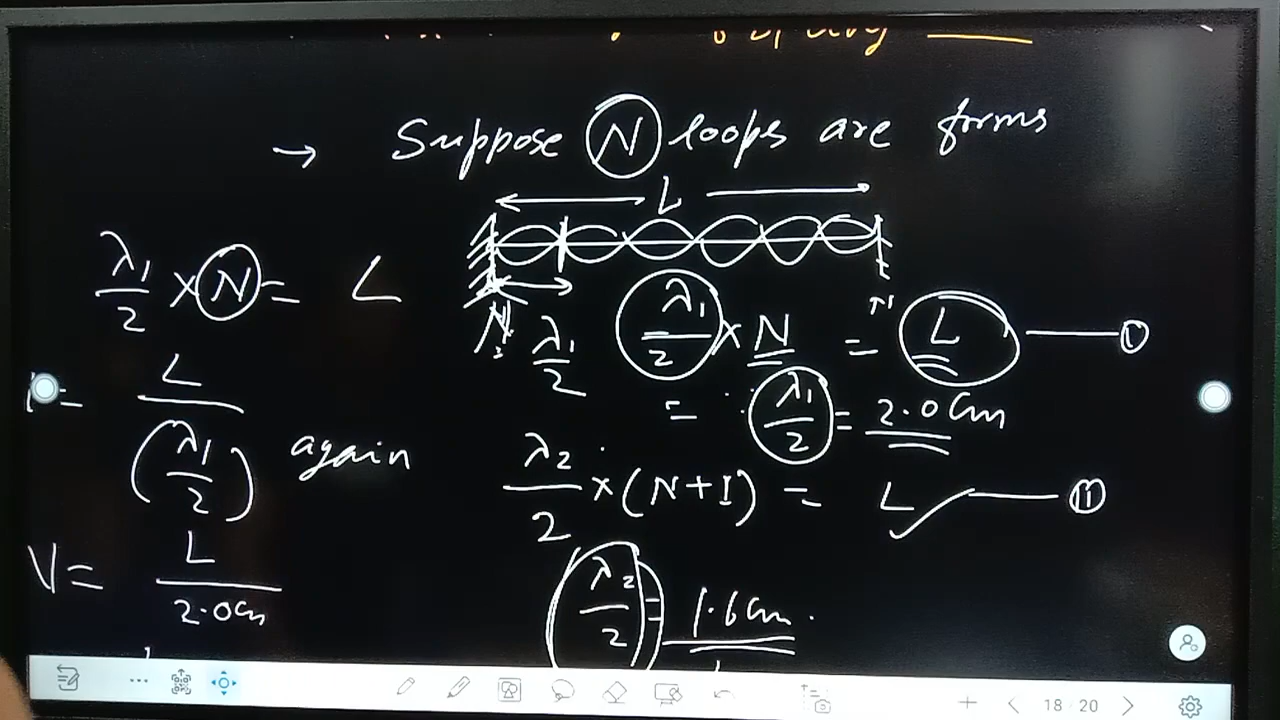 → Suppose N loops are forms
L
λ1/2 × N = L
N
λ1/2
λ1/2 × N = L —— I
= L/(λ1/2) again
= λ1/2 = 2.0 Cm
λ2/2 × (N+1) = L —— II
N = L/2.0 Cm
λ2/2 = 1.6 Cm.
18 / 20